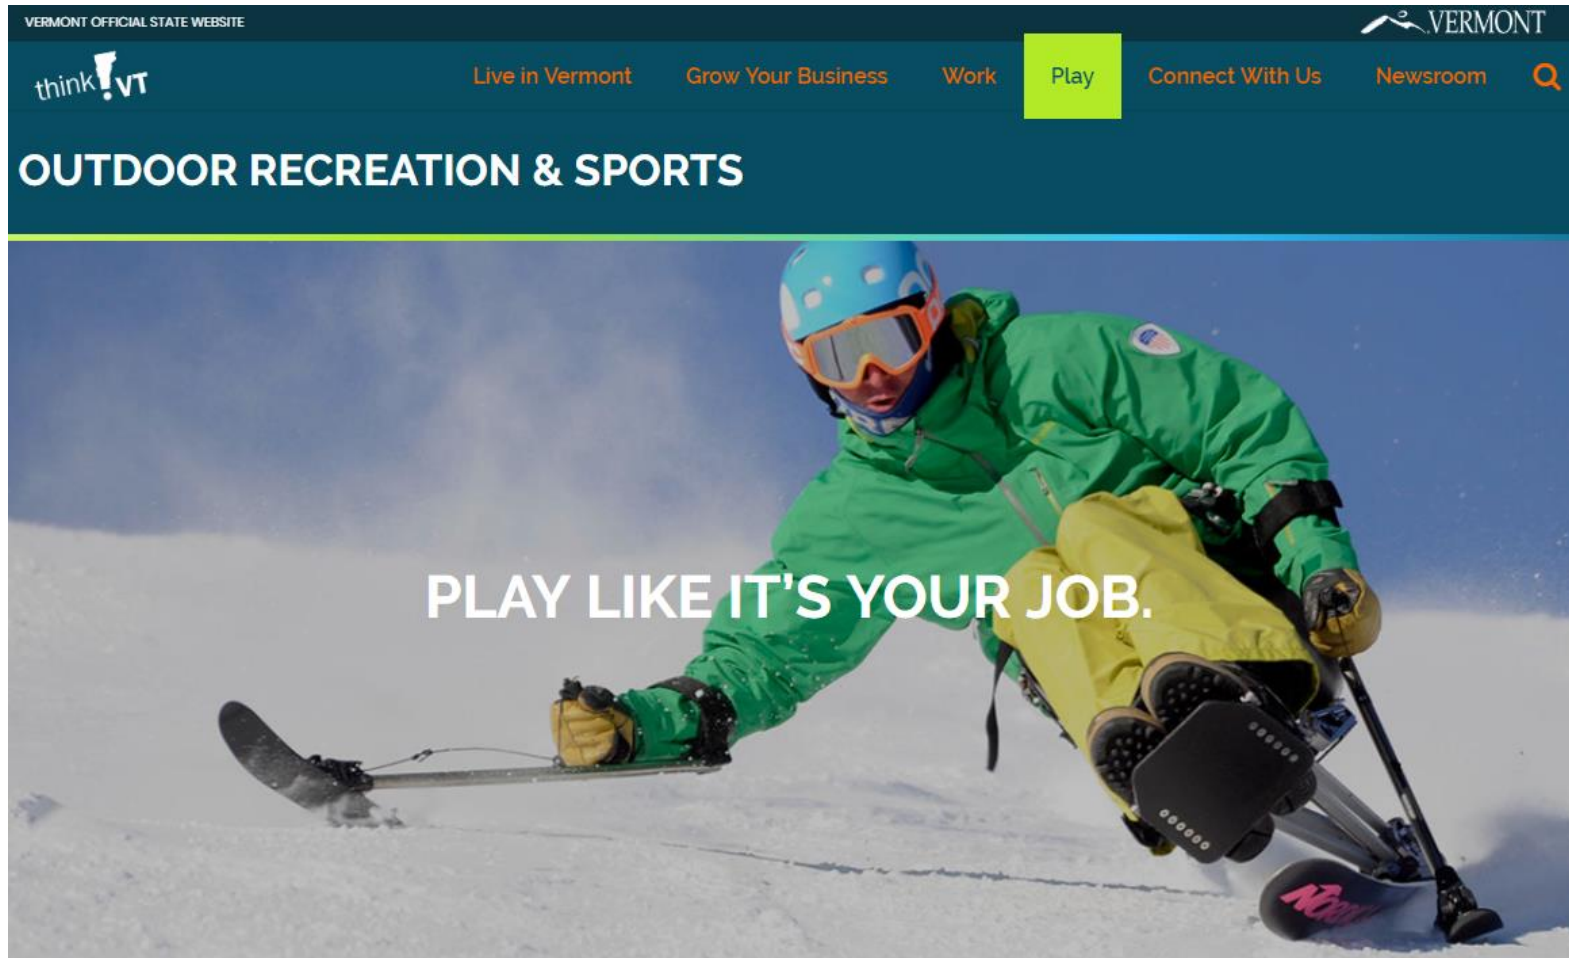 VERMONT OFFICIAL STATE WEBSITE
VERMONT
think!VT
Live in Vermont Grow Your Business Work Play Connect With Us Newsroom
OUTDOOR RECREATION & SPORTS
PLAY LIKE IT'S YOUR JOB.